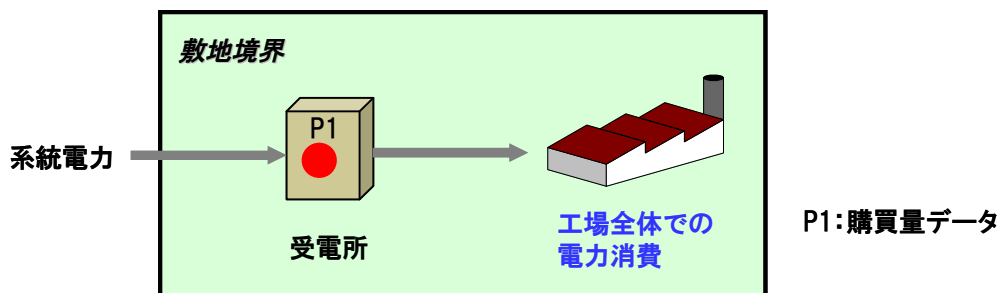 敷地境界
P1
系統電力
受電所
工場全体での
電力消費
P1：購買量データ